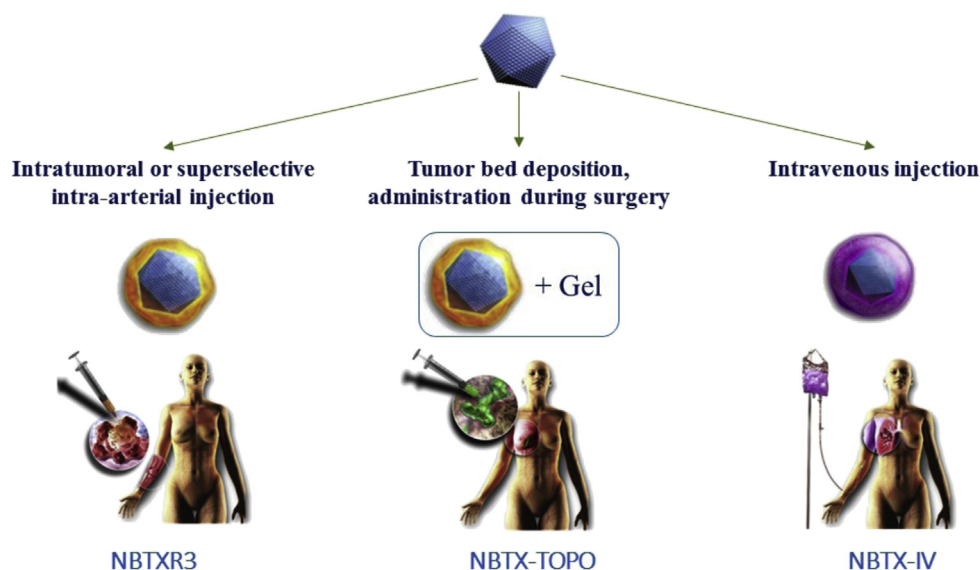 Intratumoral or superselective
intra-arterial injection
Tumor bed deposition,
administration during surgery
Intravenous injection
+ Gel
NBTXR3
NBTX-TOPO
NBTX-IV